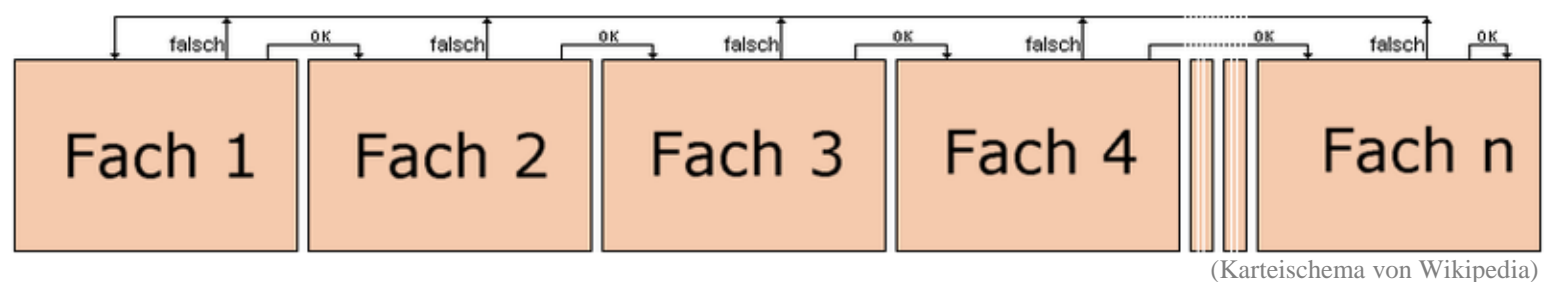 falsch OK falsch OK falsch OK falsch OK falsch OK
Fach 1 Fach 2 Fach 3 Fach 4 Fach n
(Karteischema von Wikipedia)